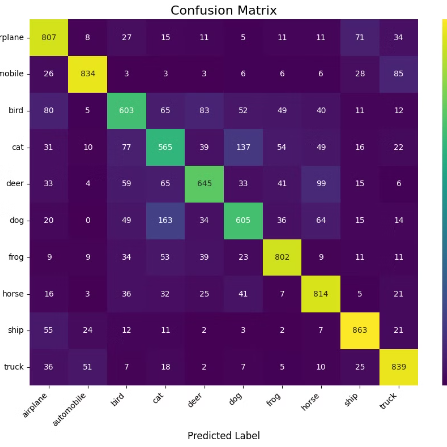 Confusion Matrix
rplane 807 8 27 15 11 5 11 11 71 34
mobile 26 834 3 3 3 6 6 6 28 85
bird 80 5 603 65 83 52 49 40 11 12
cat 31 10 77 565 39 137 54 49 16 22
deer 33 4 59 65 645 33 41 99 15 6
dog 20 0 49 163 34 605 36 64 15 14
frog 9 9 34 53 39 23 802 9 11 11
horse 16 3 36 32 25 41 7 814 5 21
ship 55 24 12 11 2 3 2 7 863 21
truck 36 51 7 18 2 7 5 10 25 839
airplane automobile bird cat deer dog frog horse ship truck
Predicted Label